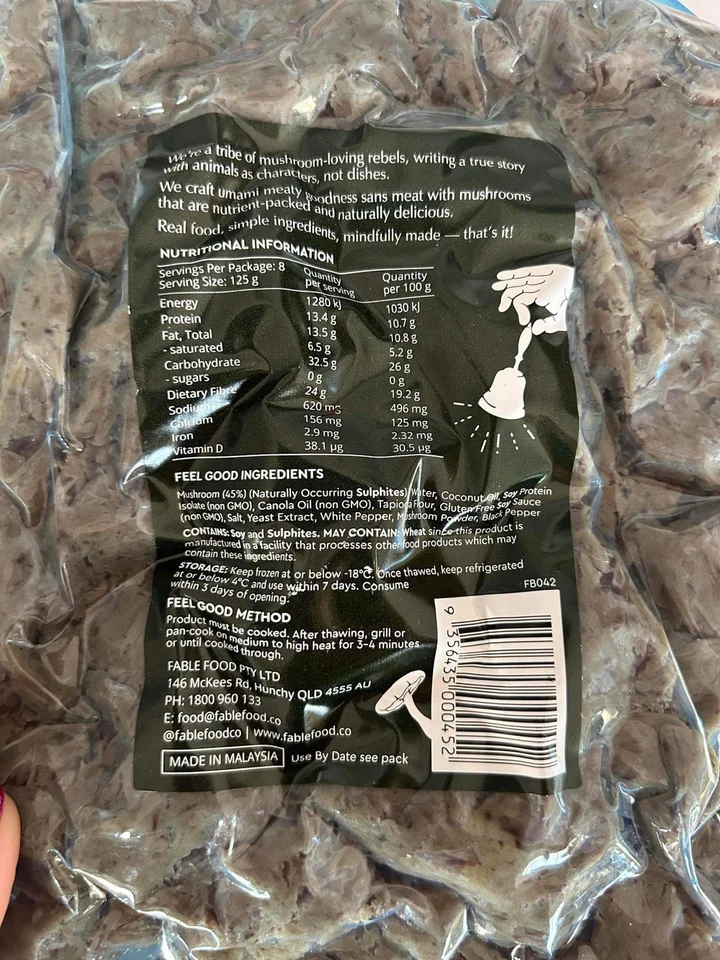 We're a tribe of mushroom-loving rebels, writing a true story
with animals as characters, not dishes.
We craft umami meaty goodness sans meat with mushrooms
that are nutrient-packed and naturally delicious.
Real food, simple ingredients, mindfully made — that's it!
NUTRITIONAL INFORMATION
Servings Per Package: 8
Serving Size: 125 g
Quantity per serving
Quantity per 100 g
Energy 1280 kJ 1030 kJ
Protein 13.4 g 10.7 g
Fat, Total 13.5 g 10.8 g
- saturated 6.5 g 5.2 g
Carbohydrate 32.5 g 26 g
- sugars 0 g 0 g
Dietary Fibre 24 g 19.2 g
Sodium 620 mg 496 mg
Calcium 156 mg 125 mg
Iron 2.9 mg 2.32 mg
Vitamin D 38.1 µg 30.5 µg
FEEL GOOD INGREDIENTS
Mushroom (45%) (Naturally Occurring Sulphites) Water, Coconut Oil, Soy Protein
Isolate (non GMO), Canola Oil (non GMO), Tapioca Flour, Gluten Free Soy Sauce
(non GMO), Salt, Yeast Extract, White Pepper, Mushroom Powder, Black Pepper
CONTAINS: Soy and Sulphites. MAY CONTAIN: Wheat since this product is
manufactured in a facility that processes other food products which may
contain these ingredients.
STORAGE: Keep frozen at or below -18°C. Once thawed, keep refrigerated
at or below 4°C and use within 7 days. Consume
within 3 days of opening.
FB042
FEEL GOOD METHOD
Product must be cooked. After thawing, grill or
pan-cook on medium to high heat for 3-4 minutes
or until cooked through.
FABLE FOOD PTY LTD
146 McKees Rd, Hunchy QLD 4555 AU
PH: 1800 960 133
E: food@fablefood.co
@fablefoodco | www.fablefood.co
MADE IN MALAYSIA Use By Date see pack
9 356435 000452